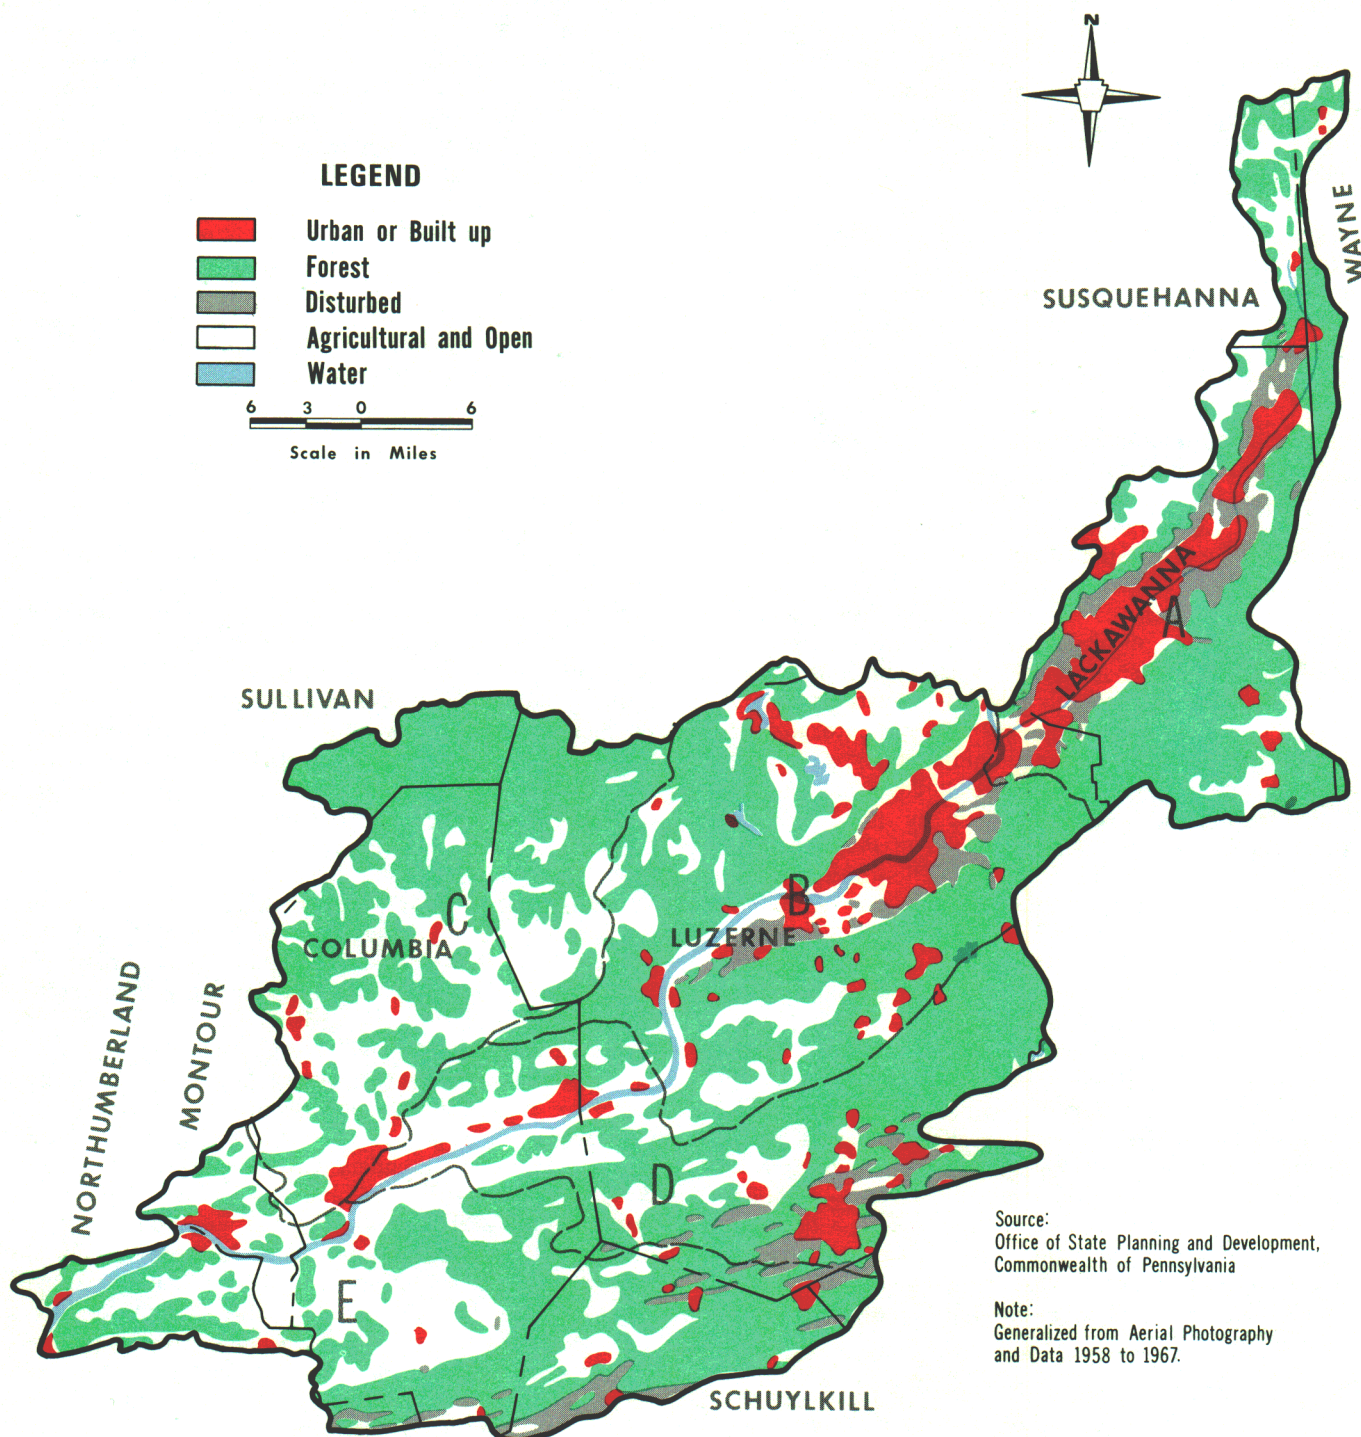 N
LEGEND
Urban or Built up
Forest
Disturbed
Agricultural and Open
Water
6 3 0 6
Scale in Miles
WAYNE
SUSQUEHANNA
LACKAWANNA
A
SULLIVAN
B
C
LUZERNE
COLUMBIA
NORTHUMBERLAND
MONTOUR
D
E
Source:
Office of State Planning and Development,
Commonwealth of Pennsylvania
Note:
Generalized from Aerial Photography
and Data 1958 to 1967.
SCHUYLKILL